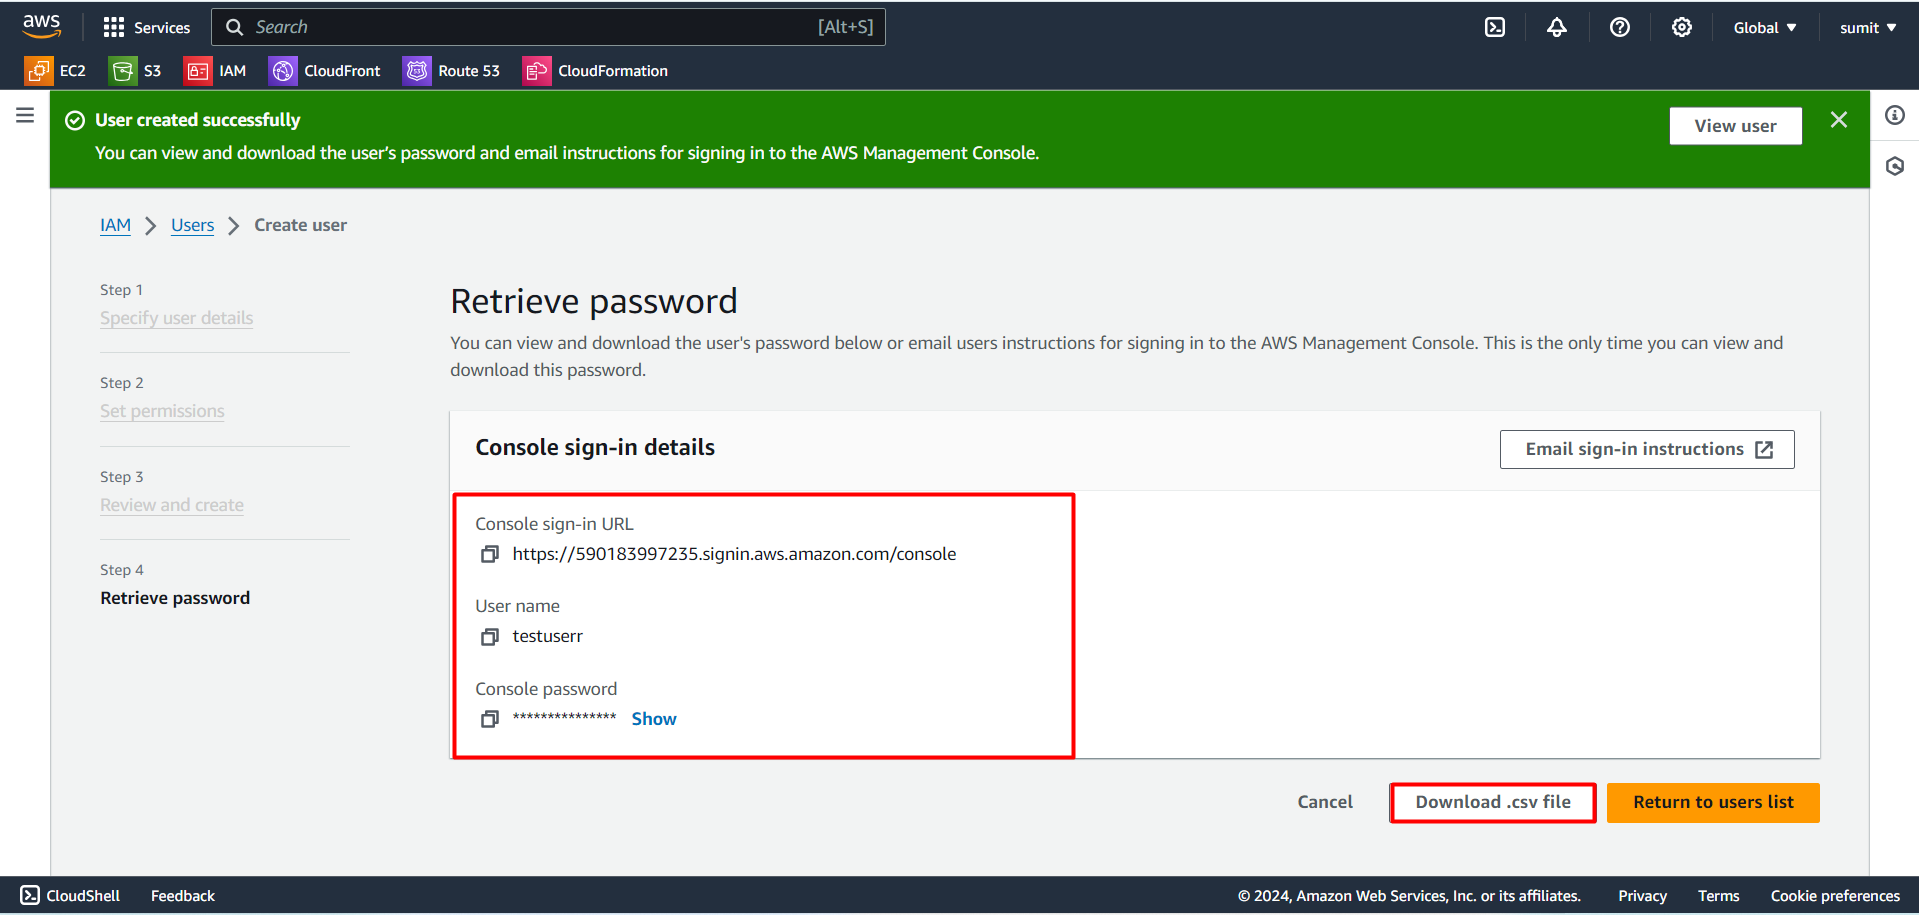 aws
Services
Search
[Alt+S]
Global
sumit
EC2
S3
IAM
CloudFront
Route 53
CloudFormation
User created successfully
You can view and download the user's password and email instructions for signing in to the AWS Management Console.
View user
IAM
Users
Create user
Step 1
Specify user details
Step 2
Set permissions
Step 3
Review and create
Step 4
Retrieve password
Retrieve password
You can view and download the user's password below or email users instructions for signing in to the AWS Management Console. This is the only time you can view and
download this password.
Console sign-in details
Email sign-in instructions
Console sign-in URL
https://590183997235.signin.aws.amazon.com/console
User name
testuserr
Console password
*************** Show
Cancel
Download .csv file
Return to users list
CloudShell
Feedback
© 2024, Amazon Web Services, Inc. or its affiliates.
Privacy
Terms
Cookie preferences